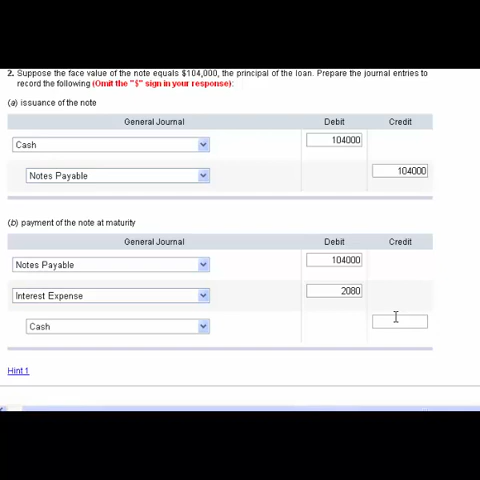 2. Suppose the face value of the note equals $104,000, the principal of the loan. Prepare the journal entries to
record the following (Omit the "$" sign in your response):
(a) issuance of the note
General Journal Debit Credit
Cash 104000
Notes Payable 104000
(b) payment of the note at maturity
General Journal Debit Credit
Notes Payable 104000
Interest Expense 2080
Cash
Hint 1